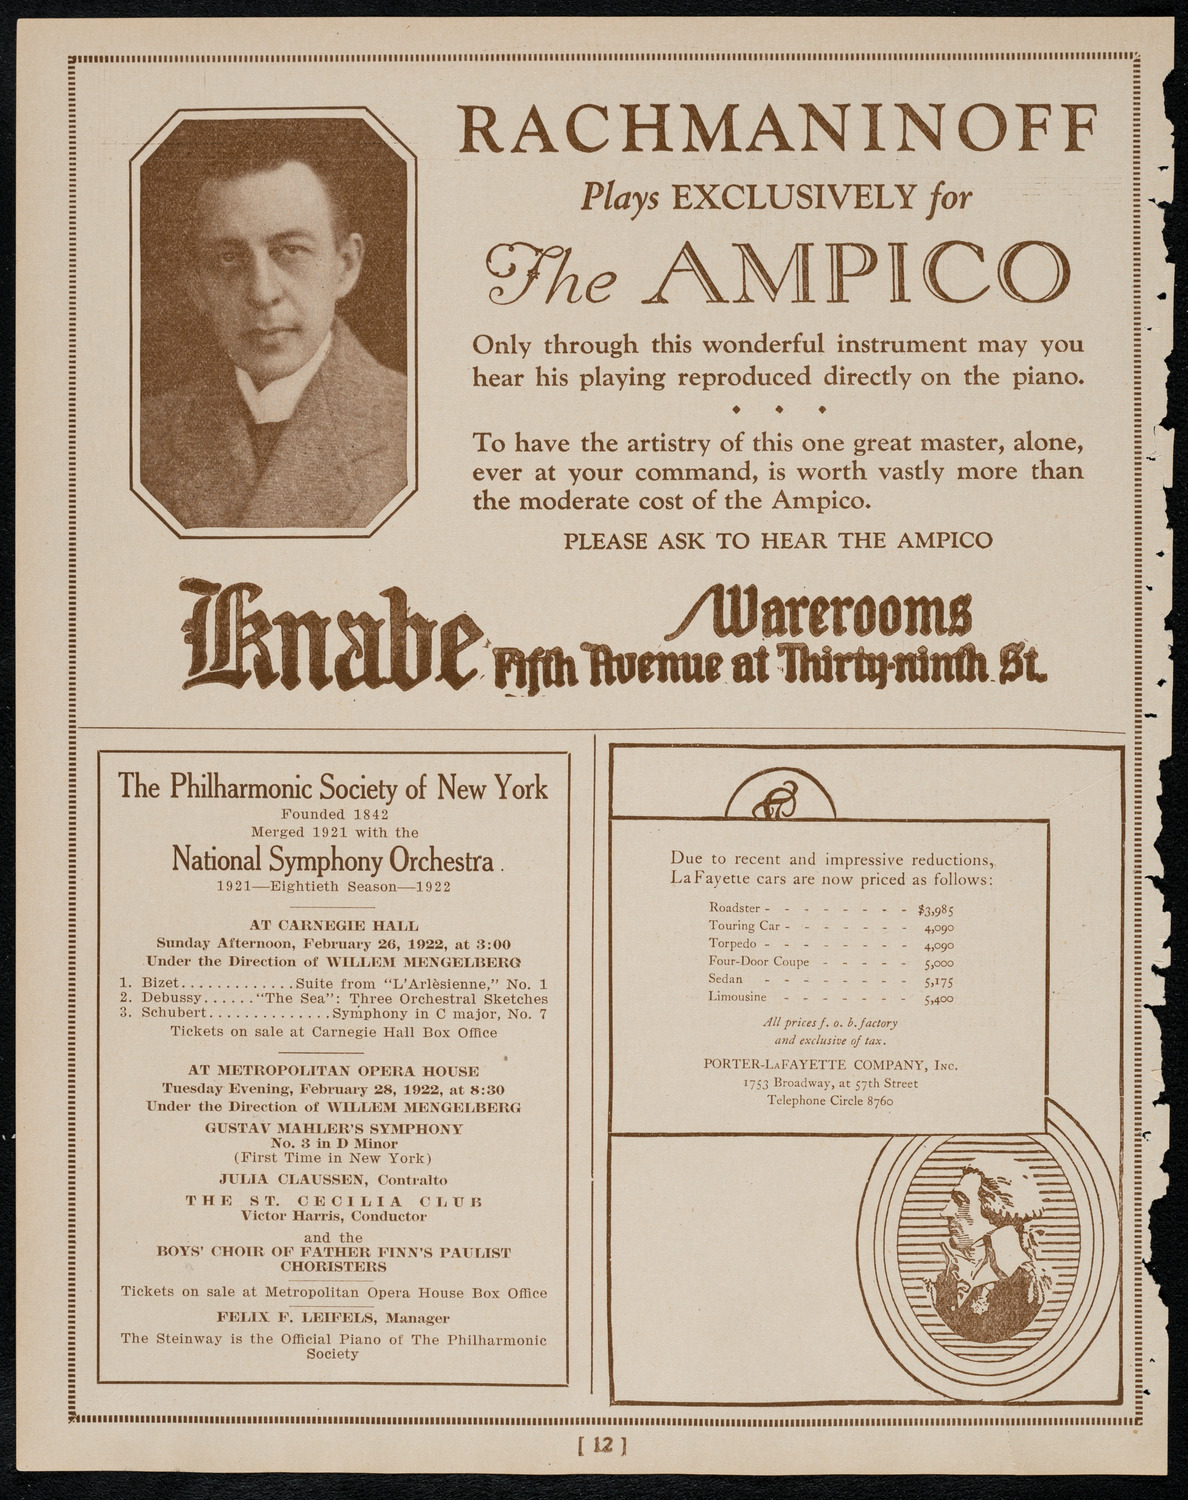 RACHMANINOFF
Plays EXCLUSIVELY for
The AMPICO
Only through this wonderful instrument may you
hear his playing reproduced directly on the piano.
To have the artistry of this one great master, alone,
ever at your command, is worth vastly more than
the moderate cost of the Ampico.
PLEASE ASK TO HEAR THE AMPICO
Knabe Warerooms
Fifth Avenue at Thirty-ninth St.
The Philharmonic Society of New York
Founded 1842
Merged 1921 with the
National Symphony Orchestra.
1921—Eightieth Season—1922
AT CARNEGIE HALL
Sunday Afternoon, February 26, 1922, at 3:00
Under the Direction of WILLEM MENGELBERG
1. Bizet.............Suite from "L'Arlèsienne," No. 1
2. Debussy......"The Sea": Three Orchestral Sketches
3. Schubert..............Symphony in C major, No. 7
Tickets on sale at Carnegie Hall Box Office
AT METROPOLITAN OPERA HOUSE
Tuesday Evening, February 28, 1922, at 8:30
Under the Direction of WILLEM MENGELBERG
GUSTAV MAHLER'S SYMPHONY
No. 3 in D Minor
(First Time in New York)
JULIA CLAUSSEN, Contralto
THE ST. CECILIA CLUB
Victor Harris, Conductor
and the
BOYS' CHOIR OF FATHER FINN'S PAULIST
CHORISTERS
Tickets on sale at Metropolitan Opera House Box Office
FELIX F. LEIFELS, Manager
The Steinway is the Official Piano of The Philharmonic
Society
Due to recent and impressive reductions,
LaFayette cars are now priced as follows:
Roadster - - - - - - - - $3,985
Touring Car - - - - - - - 4,090
Torpedo - - - - - - - - 4,090
Four-Door Coupe - - - - - 5,000
Sedan - - - - - - - 5,175
Limousine - - - - - - - 5,400
All prices f. o. b. factory
and exclusive of tax.
PORTER-LAFAYETTE COMPANY, Inc.
1753 Broadway, at 57th Street
Telephone Circle 8760
[ 12 ]